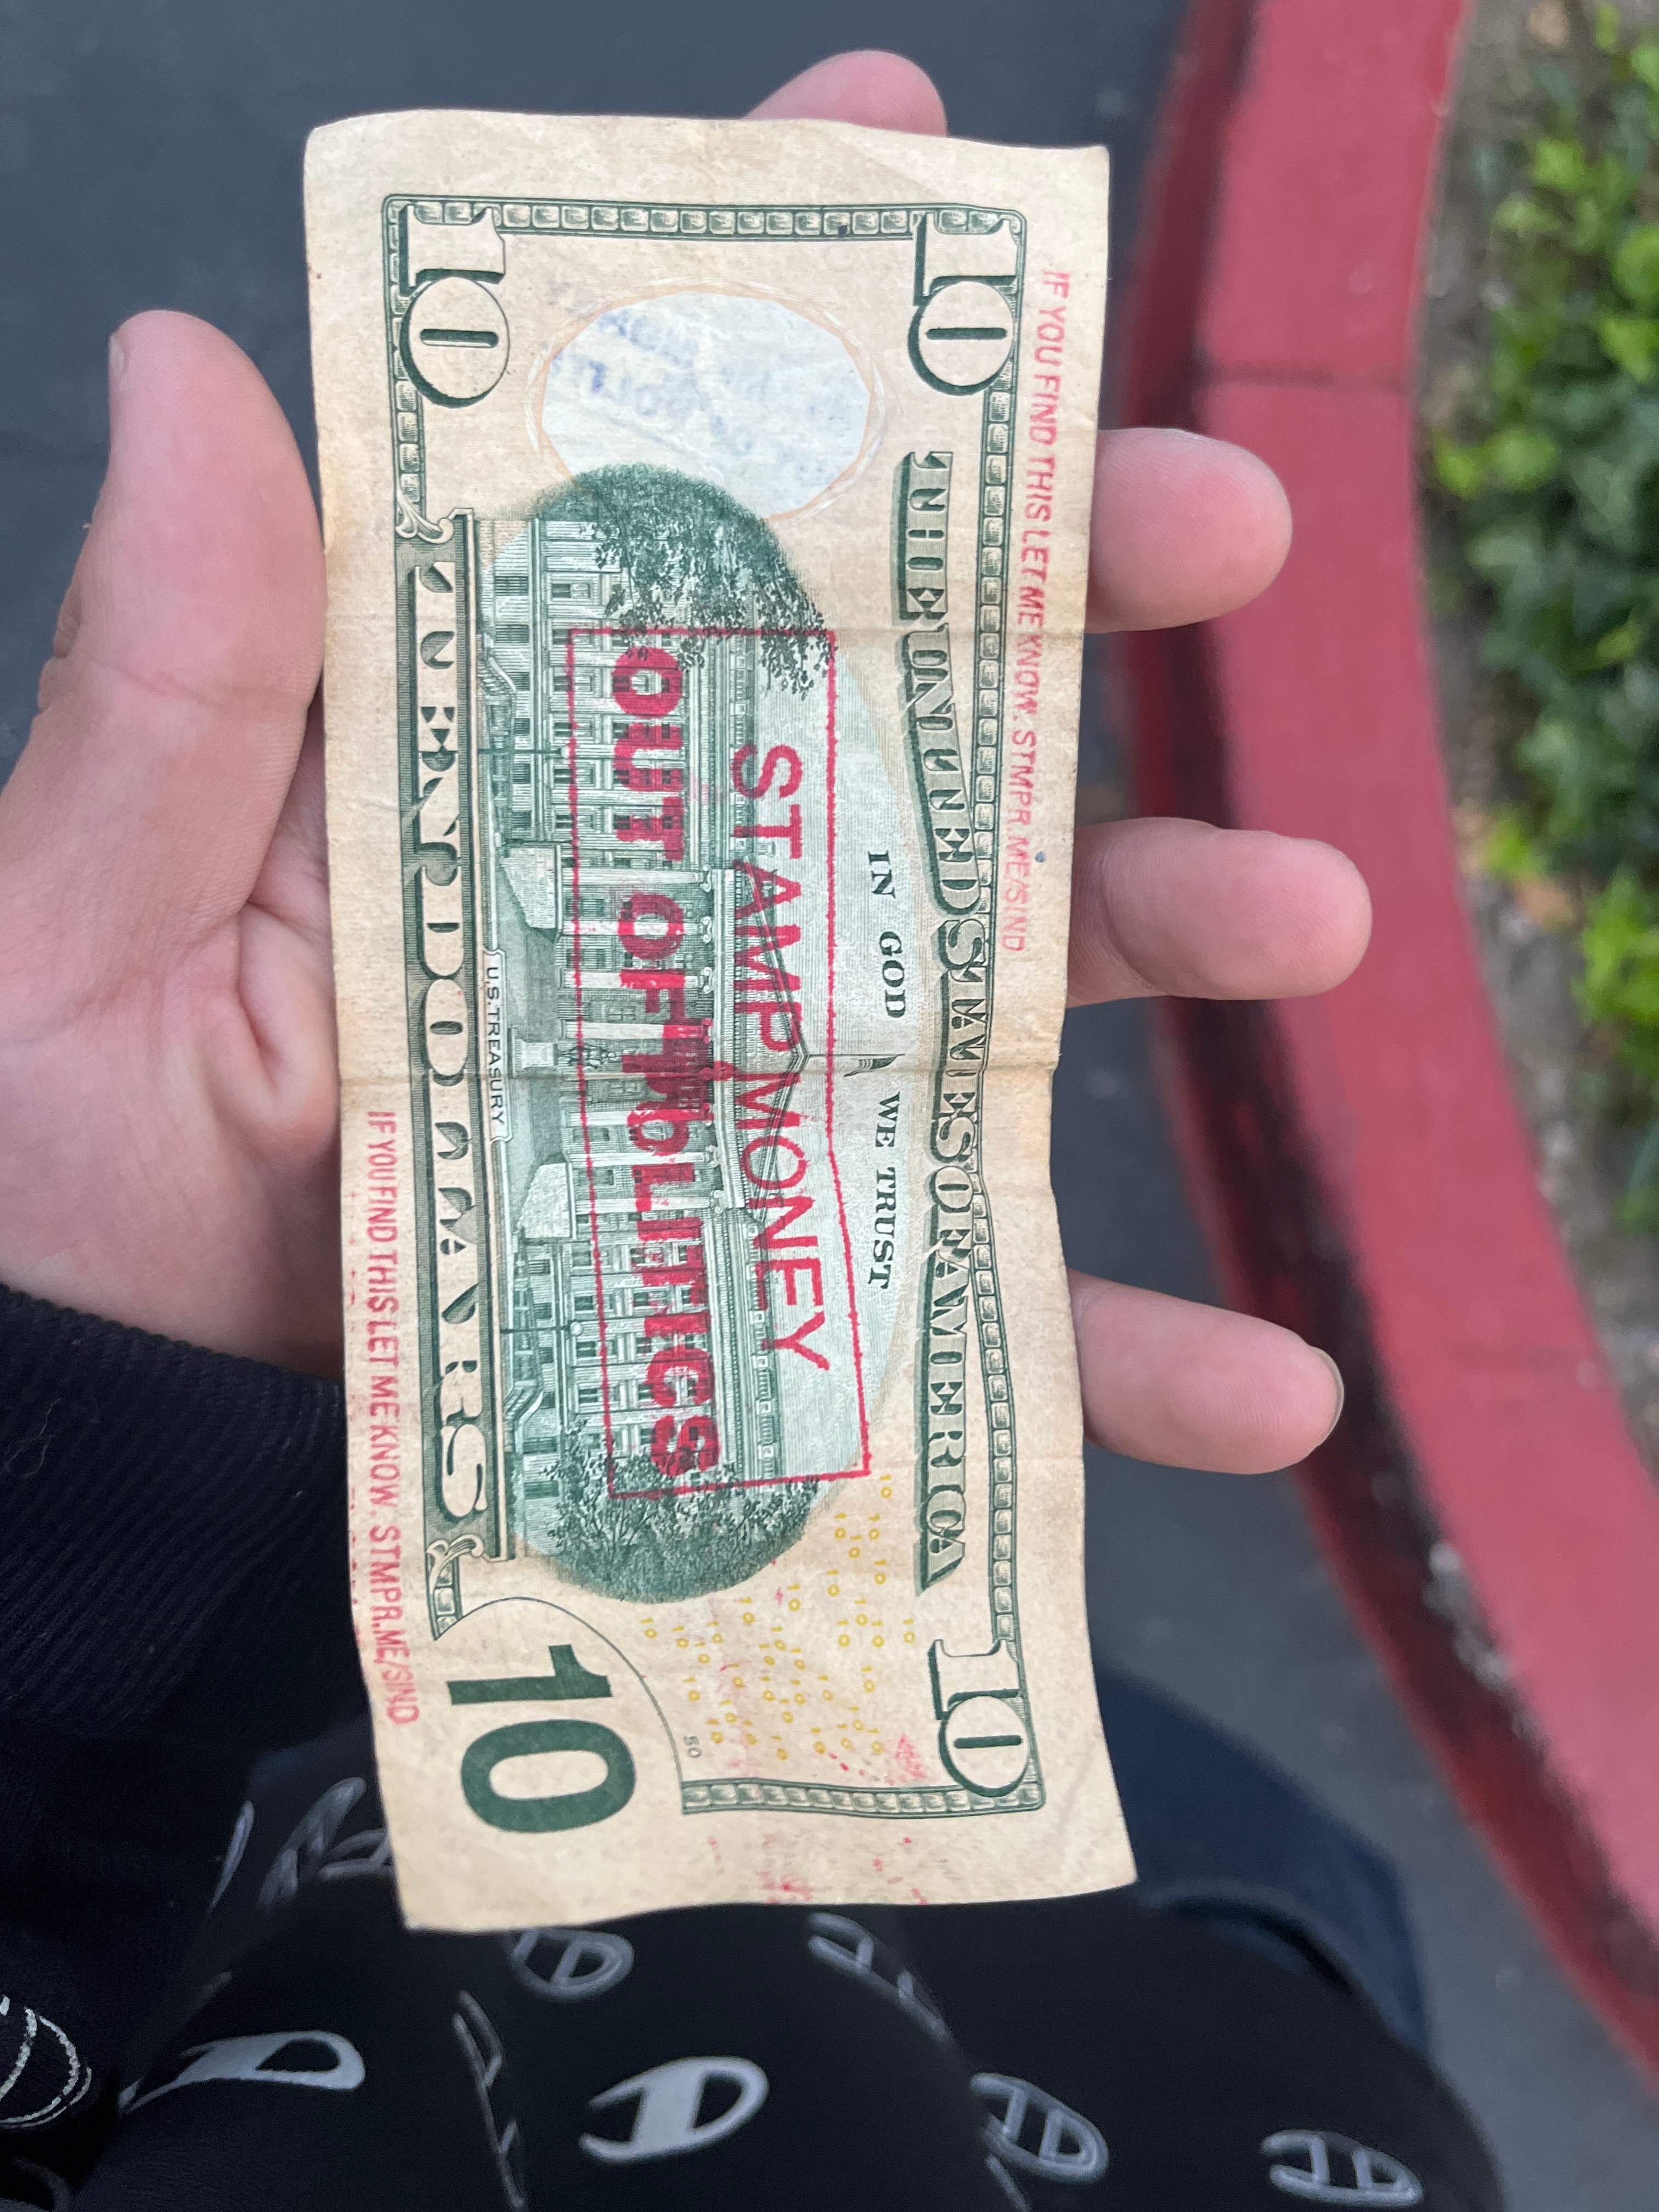 IF YOU FIND THIS LET ME KNOW. STMPR.ME/SIND
10
10
THE UNITED STATES OF AMERICA
IN GOD WE TRUST
STAMP MONEY
OUT OF POLITICS
U.S. TREASURY
10
TEN DOLLARS
50
10
IF YOU FIND THIS LET ME KNOW. STMPR.ME/SIND